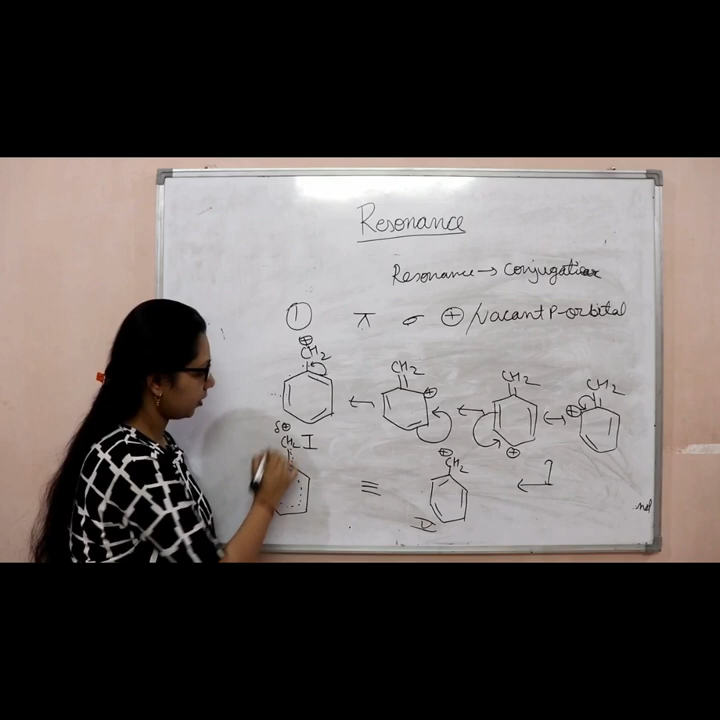 Resonance
Resonance → Conjugation
① π σ ⊕/Vacant P-orbital
⊕
CH2
CH2
⊕
CH2
⊕
CH2
⊕
I
δ⊕
CH2
≡
⊕
CH2
V